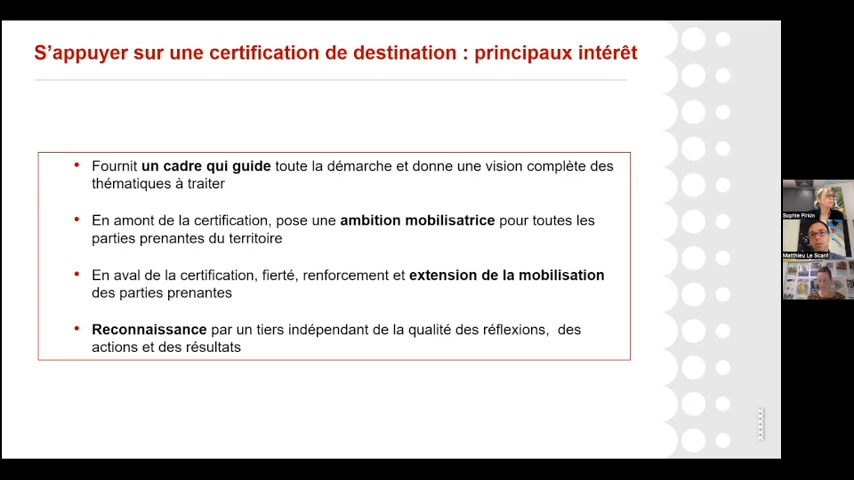 S'appuyer sur une certification de destination : principaux intérêt
• Fournit un cadre qui guide toute la démarche et donne une vision complète des
thématiques à traiter
• En amont de la certification, pose une ambition mobilisatrice pour toutes les
parties prenantes du territoire
• En aval de la certification, fierté, renforcement et extension de la mobilisation
des parties prenantes
• Reconnaissance par un tiers indépendant de la qualité des réflexions, des
actions et des résultats
Sophie Pirkin
Matthieu Le Scanf